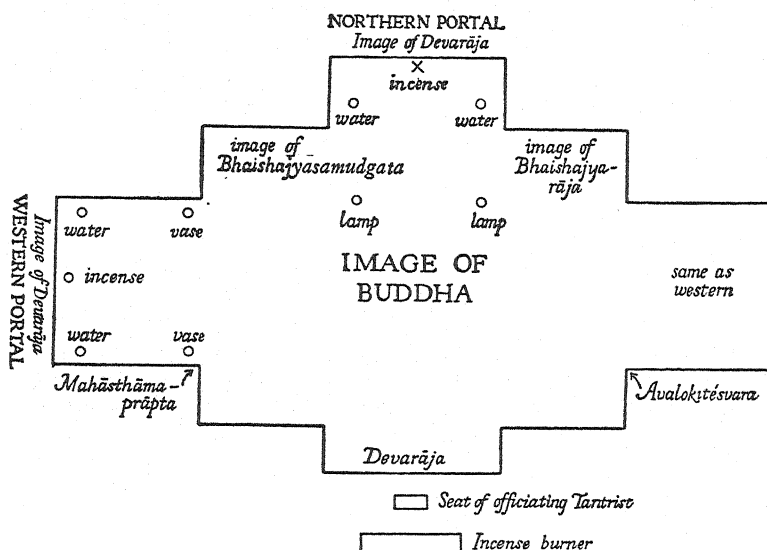 NORTHERN PORTAL
Image of Devarāja
incense
water
water
image of
Bhaishajyāsamudgata
image of
Bhaishajya-
rāja
WESTERN PORTAL
Image of Devarāja
water
vase
lamp
lamp
incense
IMAGE OF
BUDDHA
same as
western
water
vase
Mahāsthāma-
prāpta
Avalokitésvara
Devarāja
Seat of officiating Tantrist
Incense burner